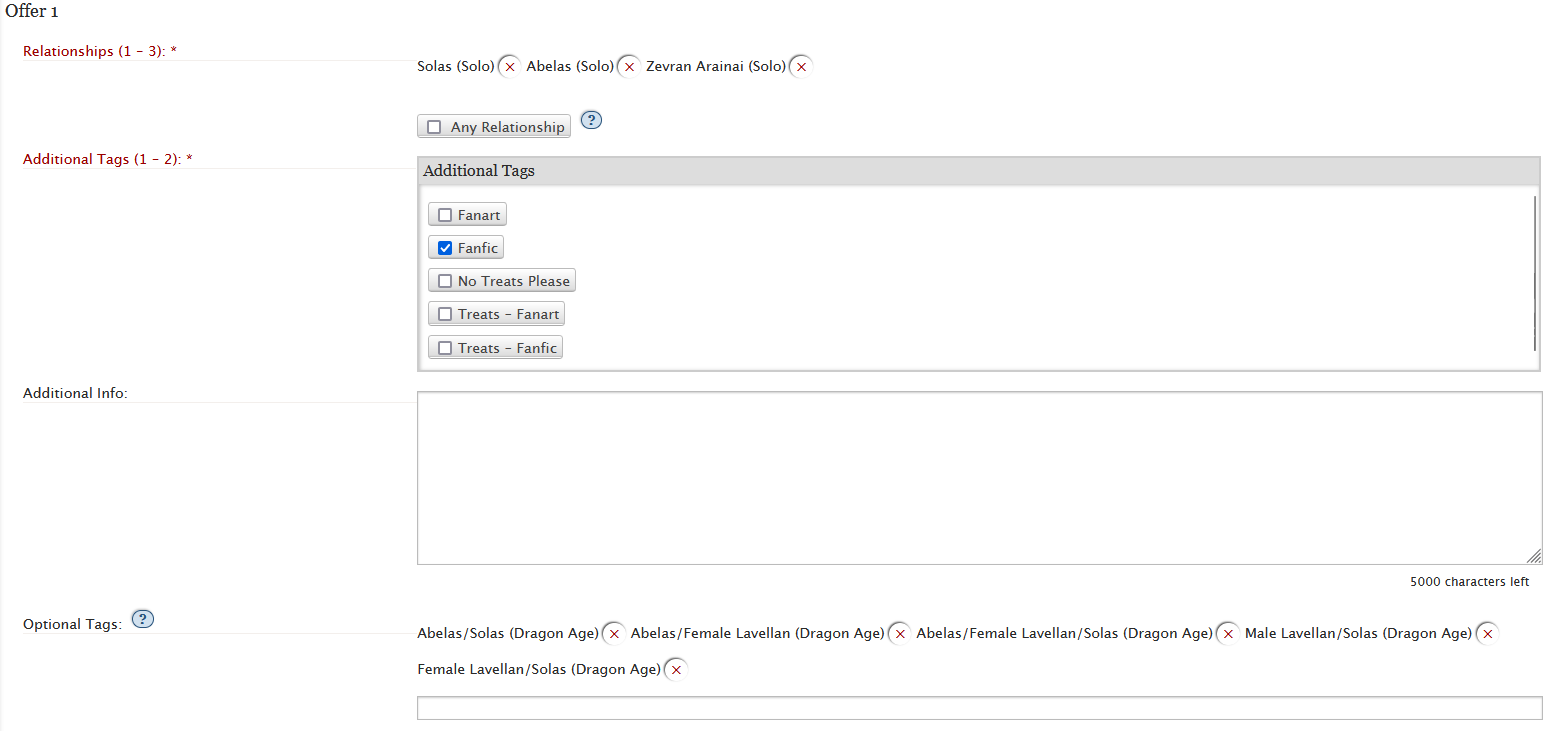 Offer 1
Relationships (1 – 3): *
Solas (Solo) × Abelas (Solo) × Zevran Arainai (Solo) ×
Any Relationship ?
Additional Tags (1 – 2): *
Additional Tags
Fanart
Fanfic
No Treats Please
Treats – Fanart
Treats – Fanfic
Additional Info:
5000 characters left
Optional Tags: ?
Abelas/Solas (Dragon Age) × Abelas/Female Lavellan (Dragon Age) × Abelas/Female Lavellan/Solas (Dragon Age) × Male Lavellan/Solas (Dragon Age) ×
Female Lavellan/Solas (Dragon Age) ×